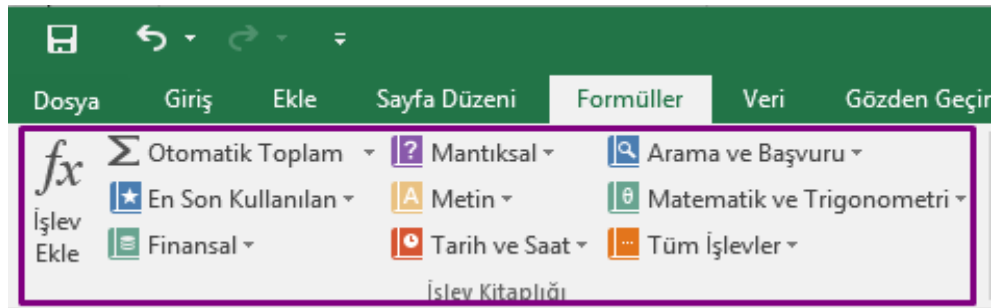 Dosya Giriş Ekle Sayfa Düzeni Formüller Veri Gözden Geçir
fx Σ Otomatik Toplam ? Mantıksal Arama ve Başvuru
İşlev Ekle
En Son Kullanılan A Metin θ Matematik ve Trigonometri
Finansal Tarih ve Saat Tüm İşlevler
İşlev Kitaplığı